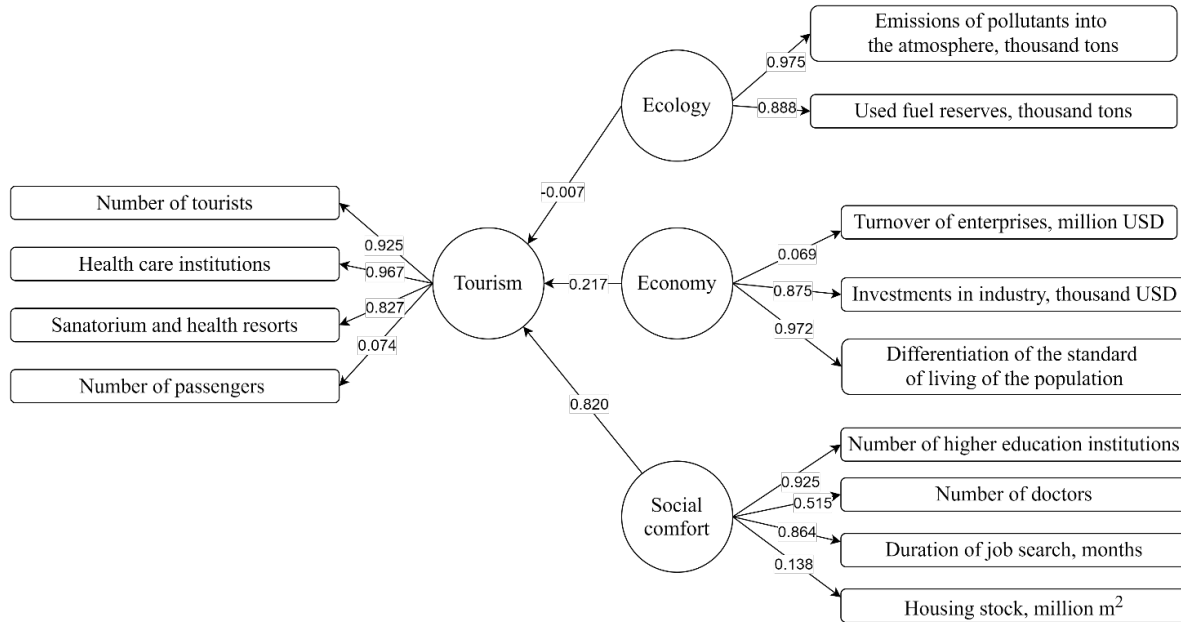 Emissions of pollutants into
the atmosphere, thousand tons
0.975
Ecology
0.888
Used fuel reserves, thousand tons
-0.007
Number of tourists
0.925
Health care institutions
0.967
Sanatorium and health resorts
0.827
0.074
Number of passengers
Tourism
0.217
Economy
Turnover of enterprises, million USD
0.069
0.875
Investments in industry, thousand USD
0.972
Differentiation of the standard
of living of the population
0.820
Social
comfort
Number of higher education institutions
0.925
0.515
Number of doctors
0.864
Duration of job search, months
0.138
Housing stock, million m²